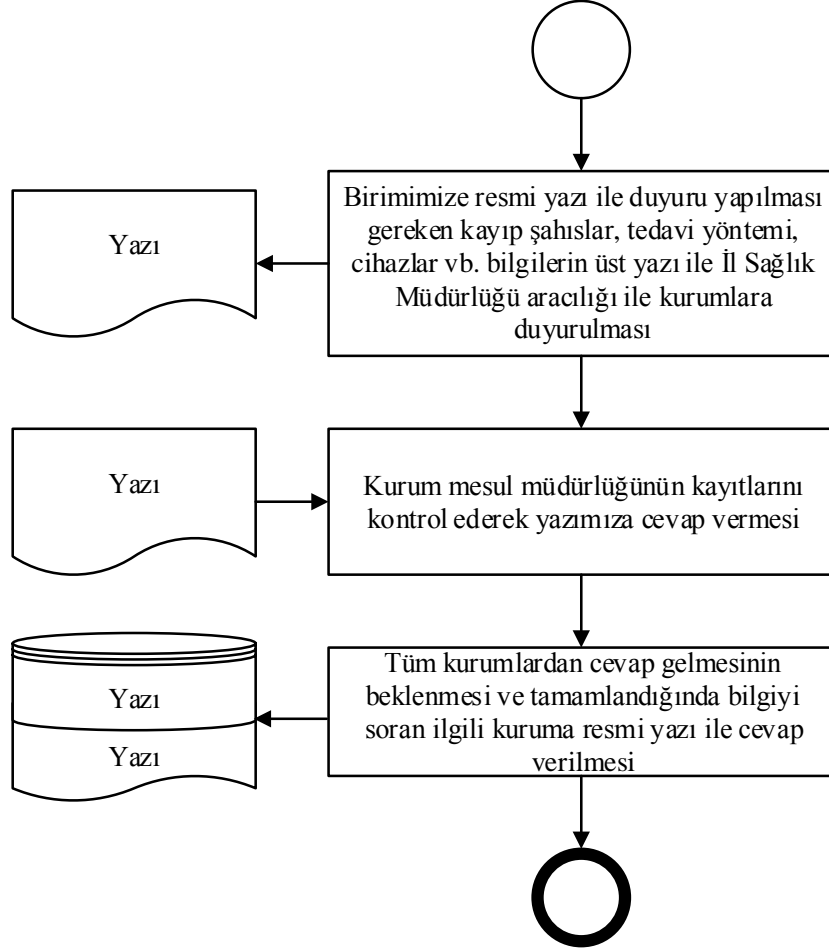 Yazı
Birimimize resmi yazı ile duyuru yapılması
gereken kayıp şahıslar, tedavi yöntemi,
cihazlar vb. bilgilerin üst yazı ile İl Sağlık
Müdürlüğü aracılığı ile kurumlara
duyurulması
Yazı
Kurum mesul müdürlüğünün kayıtlarını
kontrol ederek yazımıza cevap vermesi
Yazı
Yazı
Tüm kurumlardan cevap gelmesinin
beklenmesi ve tamamlandığında bilgiyi
soran ilgili kuruma resmi yazı ile cevap
verilmesi